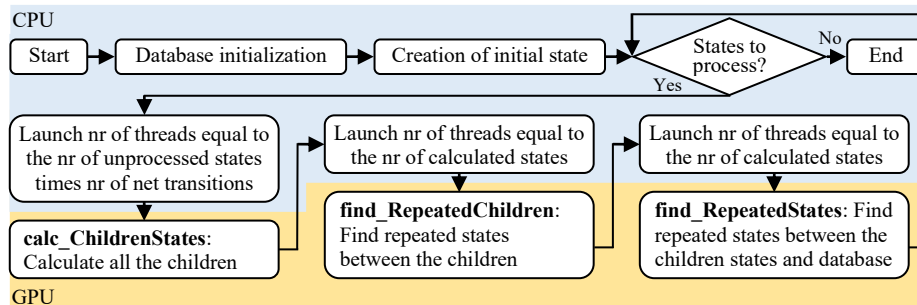 CPU
Start
Database initialization
Creation of initial state
States to
process?
No
End
Yes
Launch nr of threads equal to
the nr of unprocessed states
times nr of net transitions
Launch nr of threads equal to
the nr of calculated states
Launch nr of threads equal to
the nr of calculated states
calc_ChildrenStates:
Calculate all the children
find_RepeatedChildren:
Find repeated states
between the children
find_RepeatedStates: Find
repeated states between the
children states and database
GPU